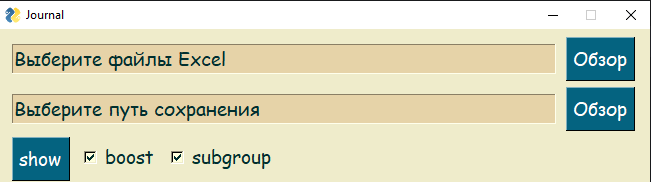 Journal
Выберите файлы Excel Обзор
Выберите путь сохранения Обзор
show boost subgroup